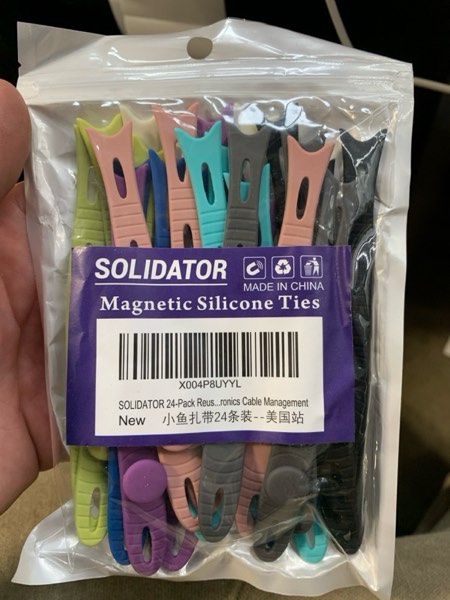 SOLIDATOR
MADE IN CHINA
Magnetic Silicone Ties
X004P8UYYL
SOLIDATOR 24-Pack Reus...ronics Cable Management
New 小鱼扎带24条装--美国站